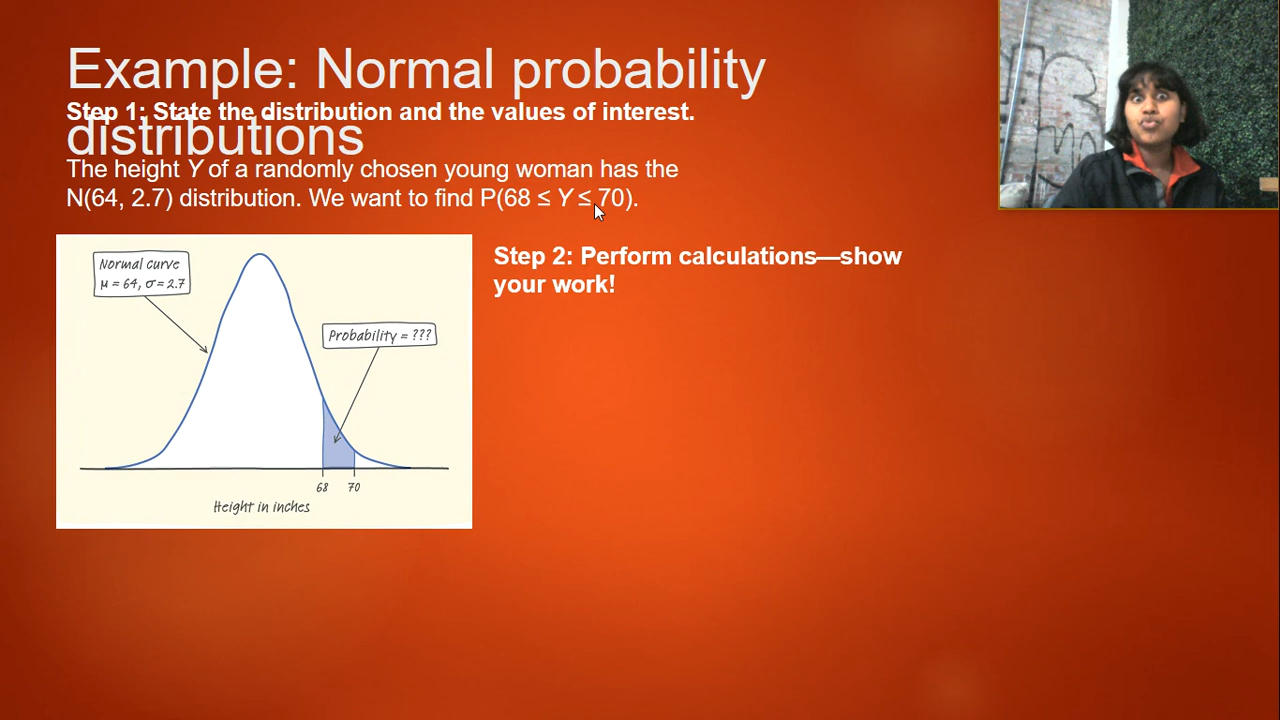 Example: Normal probability
Step 1: State the distribution and the values of interest.
distributions
The height Y of a randomly chosen young woman has the
N(64, 2.7) distribution. We want to find P(68 ≤ Y ≤ 70).
Normal curve
μ = 64, σ = 2.7
Probability = ???
68 70
Height in inches
Step 2: Perform calculations—show
your work!